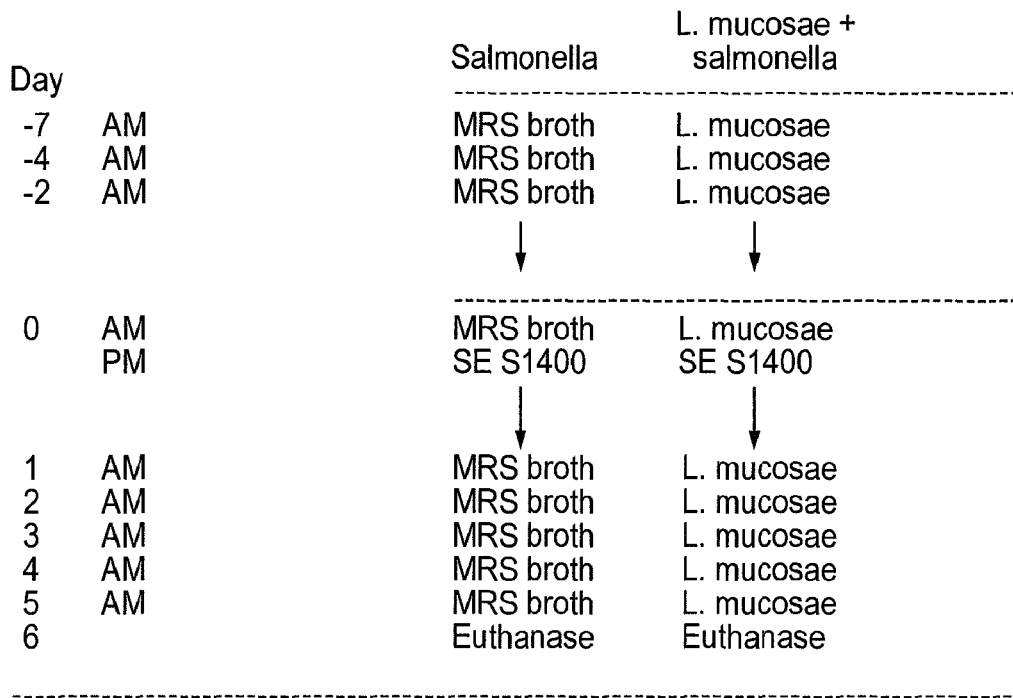 L. mucosae +
Salmonella salmonella
Day
-7 AM MRS broth L. mucosae
-4 AM MRS broth L. mucosae
-2 AM MRS broth L. mucosae
0 AM MRS broth L. mucosae
PM SE S1400 SE S1400
1 AM MRS broth L. mucosae
2 AM MRS broth L. mucosae
3 AM MRS broth L. mucosae
4 AM MRS broth L. mucosae
5 AM MRS broth L. mucosae
6 Euthanase Euthanase